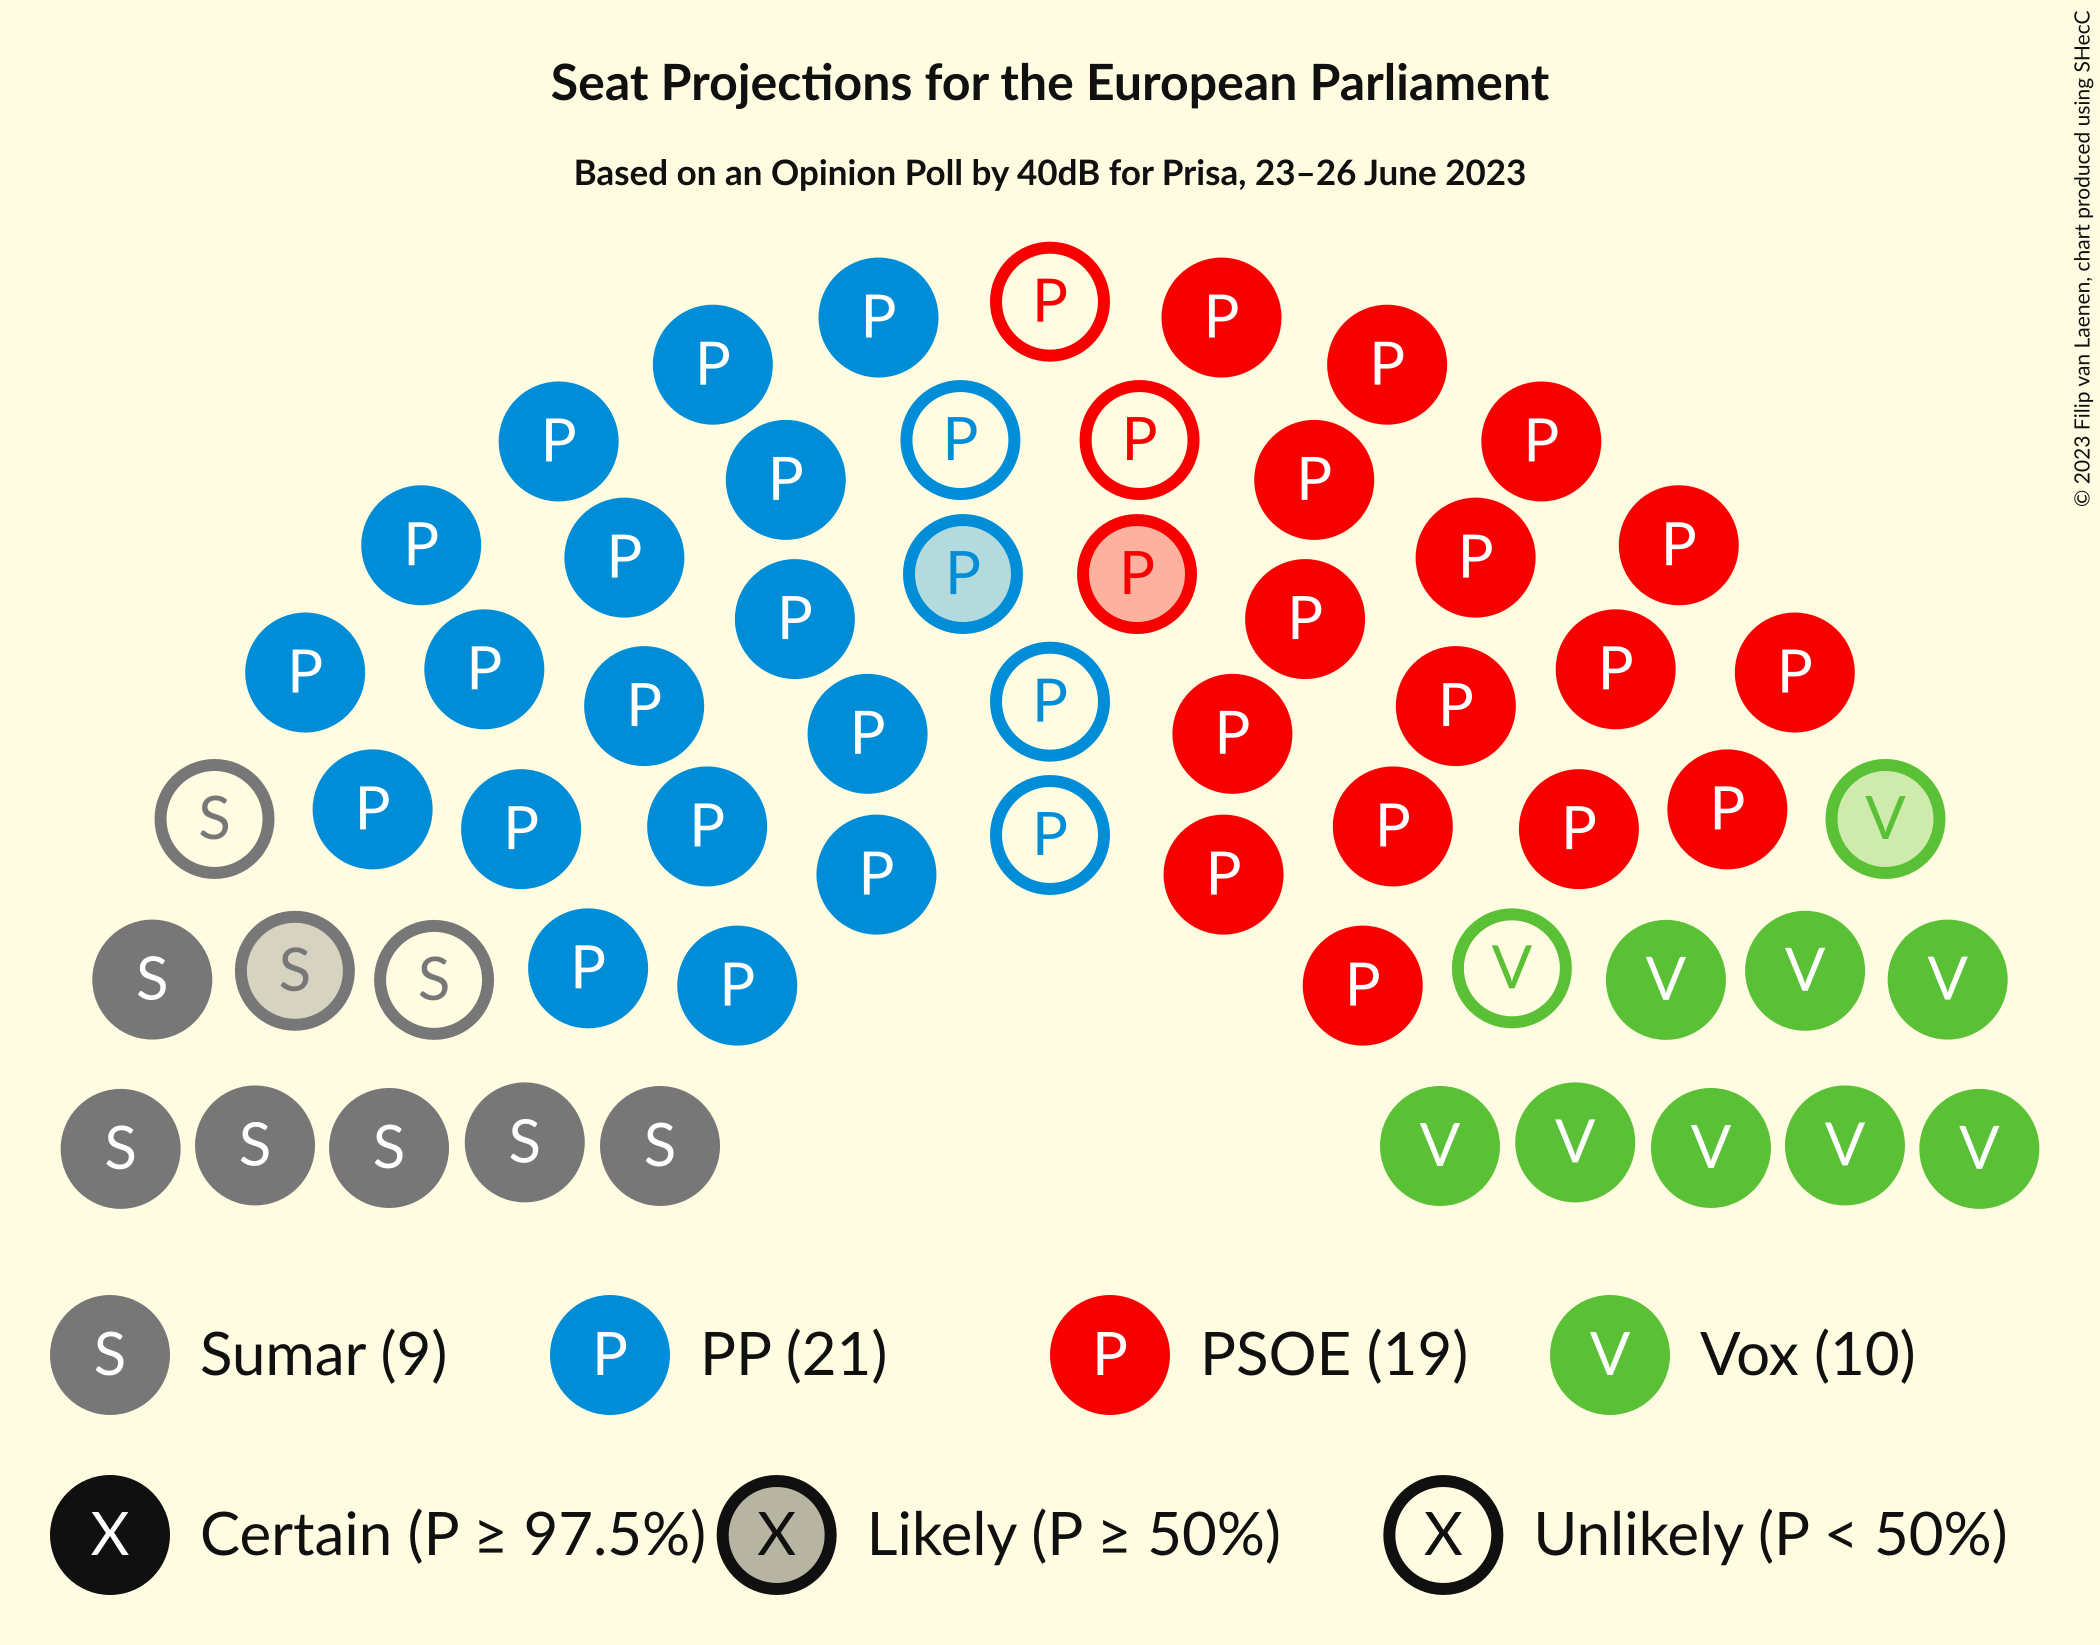 Seat Projections for the European Parliament
Based on an Opinion Poll by 40dB for Prisa, 23–26 June 2023
© 2023 Filip van Laenen, chart produced using SHecC
P
P P
P P
P P
P P
P P
P P
P P
P P
P P
P P
P P
P
P P
P P
P P
P P
S V
P P
P P
P P
P
P P
S P P V
S V
S P V V
P P
S S S S S V V V V V
S Sumar (9) P PP (21) P PSOE (19) V Vox (10)
X Certain (P ≥ 97.5%) X Likely (P ≥ 50%) X Unlikely (P < 50%)